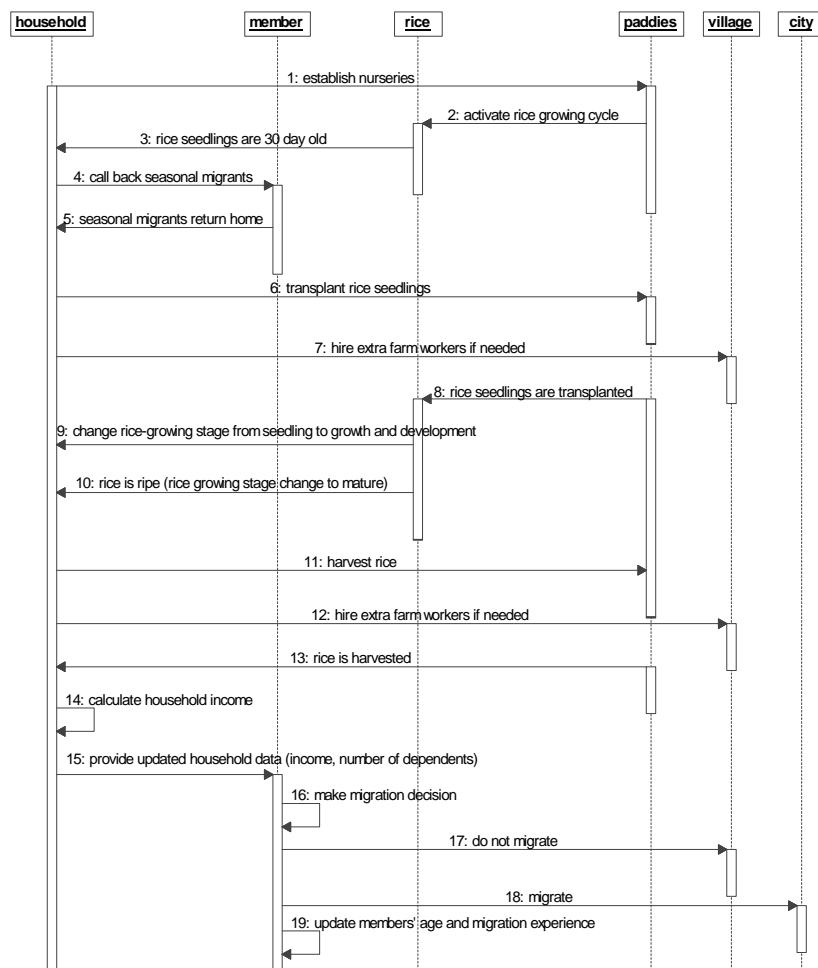 household member rice paddies village city
1: establish nurseries
2: activate rice growing cycle
3: rice seedlings are 30 day old
4: call back seasonal migrants
5: seasonal migrants return home
6: transplant rice seedlings
7: hire extra farm workers if needed
8: rice seedlings are transplanted
9: change rice-growing stage from seedling to growth and development
10: rice is ripe (rice growing stage change to mature)
11: harvest rice
12: hire extra farm workers if needed
13: rice is harvested
14: calculate household income
15: provide updated household data (income, number of dependents)
16: make migration decision
17: do not migrate
18: migrate
19: update members' age and migration experience